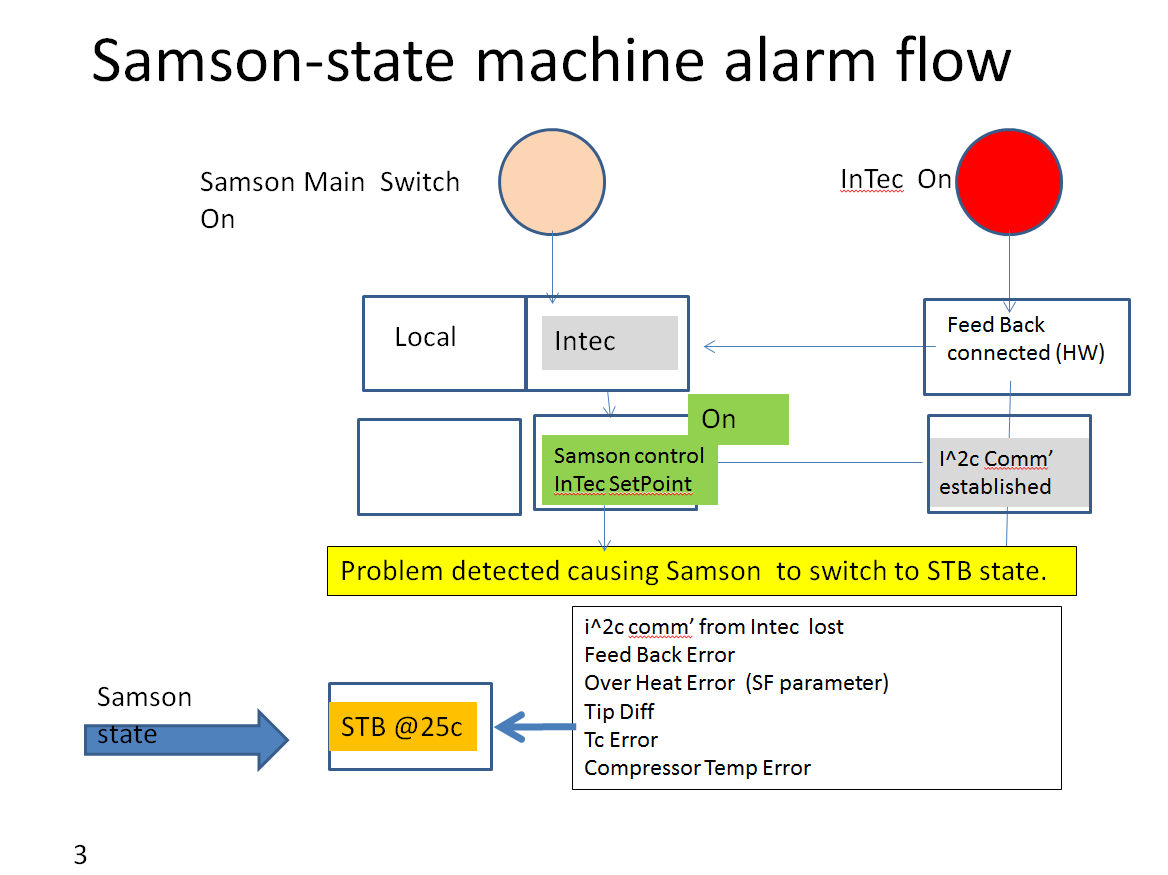 Samson-state machine alarm flow
Samson Main  Switch
On
InTec  On
Local
Intec
Feed Back
connected (HW)
On
Samson control
InTec SetPoint
I^2c Comm’
established
Problem detected causing Samson  to switch to STB state.
i^2c comm’ from Intec  lost
Feed Back Error
Over Heat Error  (SF parameter)
Tip Diff
Tc Error
Compressor Temp Error
Samson
state
STB @25c
3